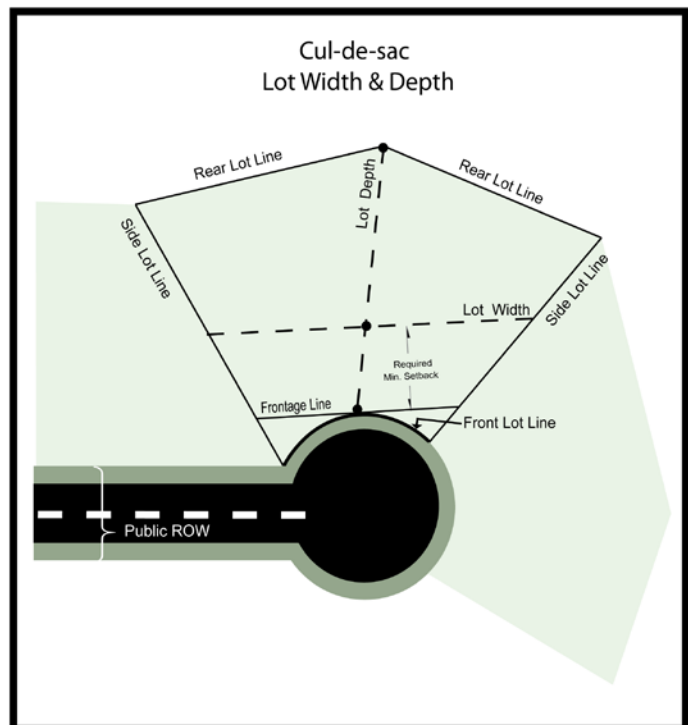 Cul-de-sac
Lot Width & Depth
Rear Lot Line
Rear Lot Line
Lot Depth
Side Lot Line
Side Lot Line
Lot Width
Required
Min. Setback
Frontage Line
Front Lot Line
Public ROW